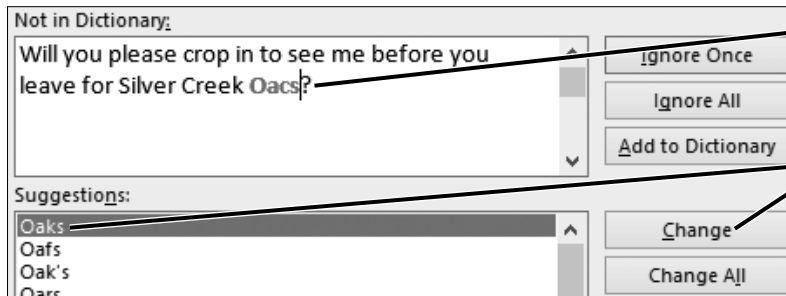 Not in Dictionary:
Will you please crop in to see me before you
leave for Silver Creek Oacs?
Ignore Once
Ignore All
Add to Dictionary
Suggestions:
Oaks
Oafs
Oak's
Oars
Change
Change All